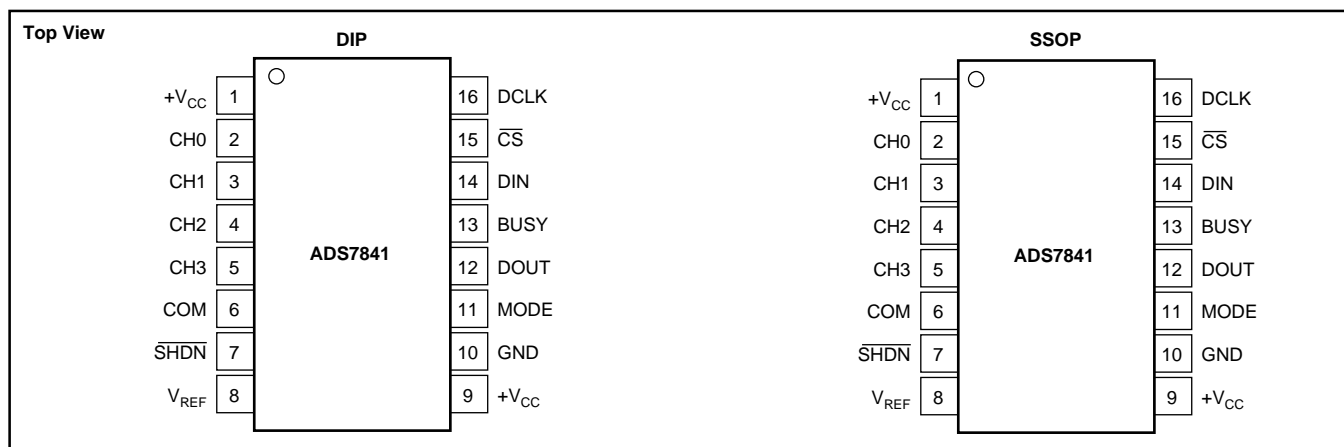 Top View
DIP
+VCC 1
CH0 2
CH1 3
CH2 4
CH3 5
COM 6
SHDN 7
VREF 8
ADS7841
16 DCLK
15 CS
14 DIN
13 BUSY
12 DOUT
11 MODE
10 GND
9 +VCC
SSOP
+VCC 1
CH0 2
CH1 3
CH2 4
CH3 5
COM 6
SHDN 7
VREF 8
ADS7841
16 DCLK
15 CS
14 DIN
13 BUSY
12 DOUT
11 MODE
10 GND
9 +VCC